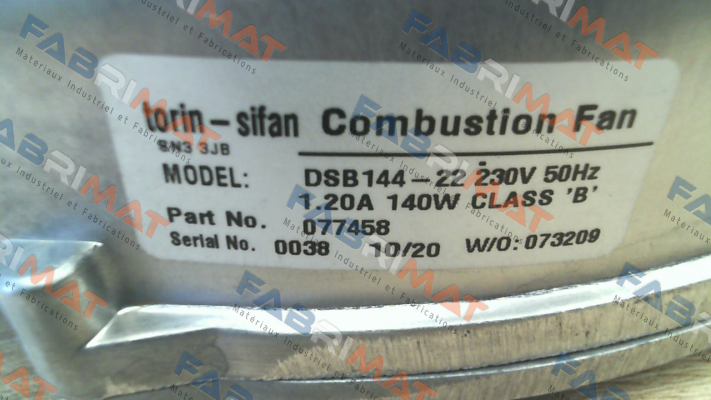 torin-sifan Combustion Fan
SN3 3JB
MODEL: DSB144-22 230V 50Hz
1.20A 140W CLASS 'B'
Part No. 077458
Serial No. 0038 10/20 W/O: 073209
FABRIMAT
Materiaux Industriel et Fabrications